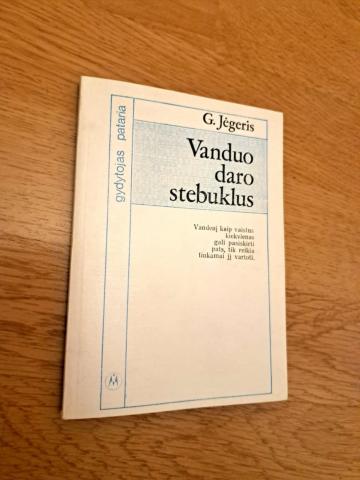 gydytojas pataria
G. Jėgeris
Vanduo
daro
stebuklus
Vandenį kaip vaistus
kiekvienas
gali pasiskirti
pats, tik reikia
tinkamai jį vartoti.